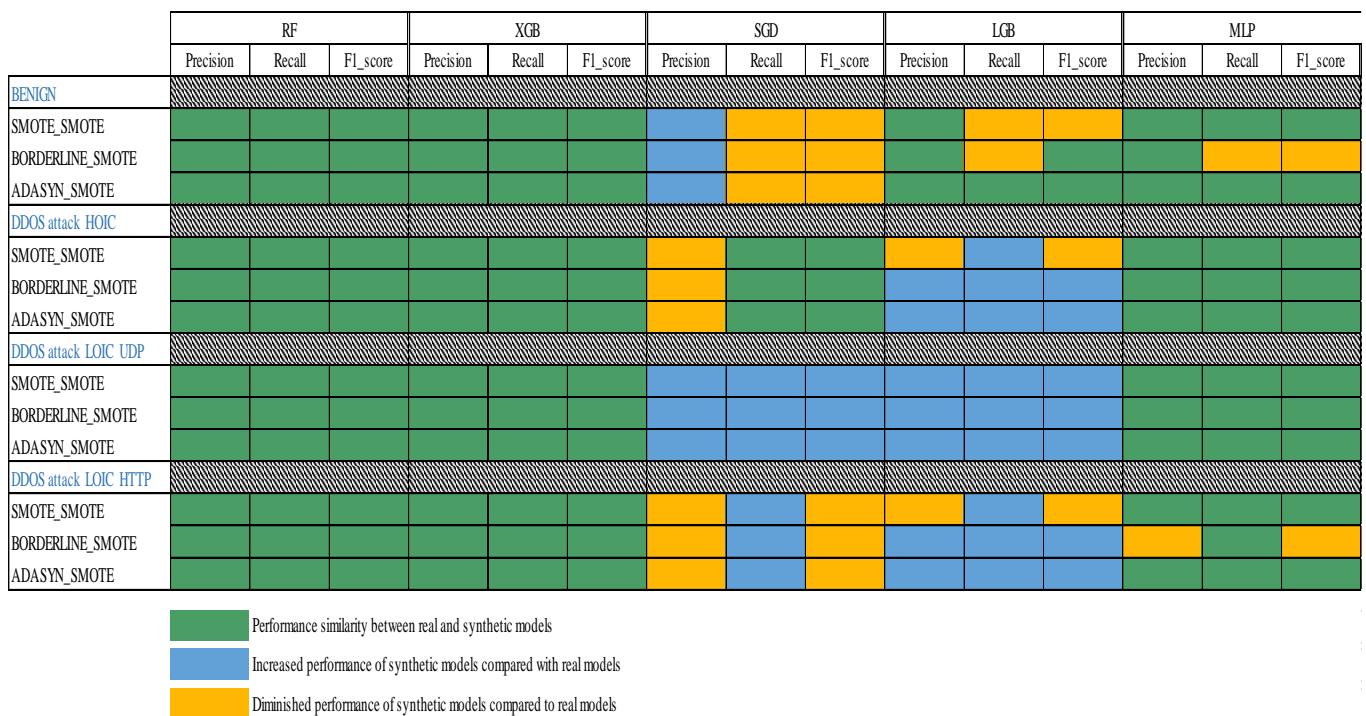 RF XGB SGD LGB MLP
Precision Recall F1_score Precision Recall F1_score Precision Recall F1_score Precision Recall F1_score Precision Recall F1_score
BENIGN
SMOTE_SMOTE
BORDERLINE_SMOTE
ADASYN_SMOTE
DDOS attack HOIC
SMOTE_SMOTE
BORDERLINE_SMOTE
ADASYN_SMOTE
DDOS attack LOIC UDP
SMOTE_SMOTE
BORDERLINE_SMOTE
ADASYN_SMOTE
DDOS attack LOIC HTTP
SMOTE_SMOTE
BORDERLINE_SMOTE
ADASYN_SMOTE
Performance similarity between real and synthetic models
Increased performance of synthetic models compared with real models
Diminished performance of synthetic models compared to real models